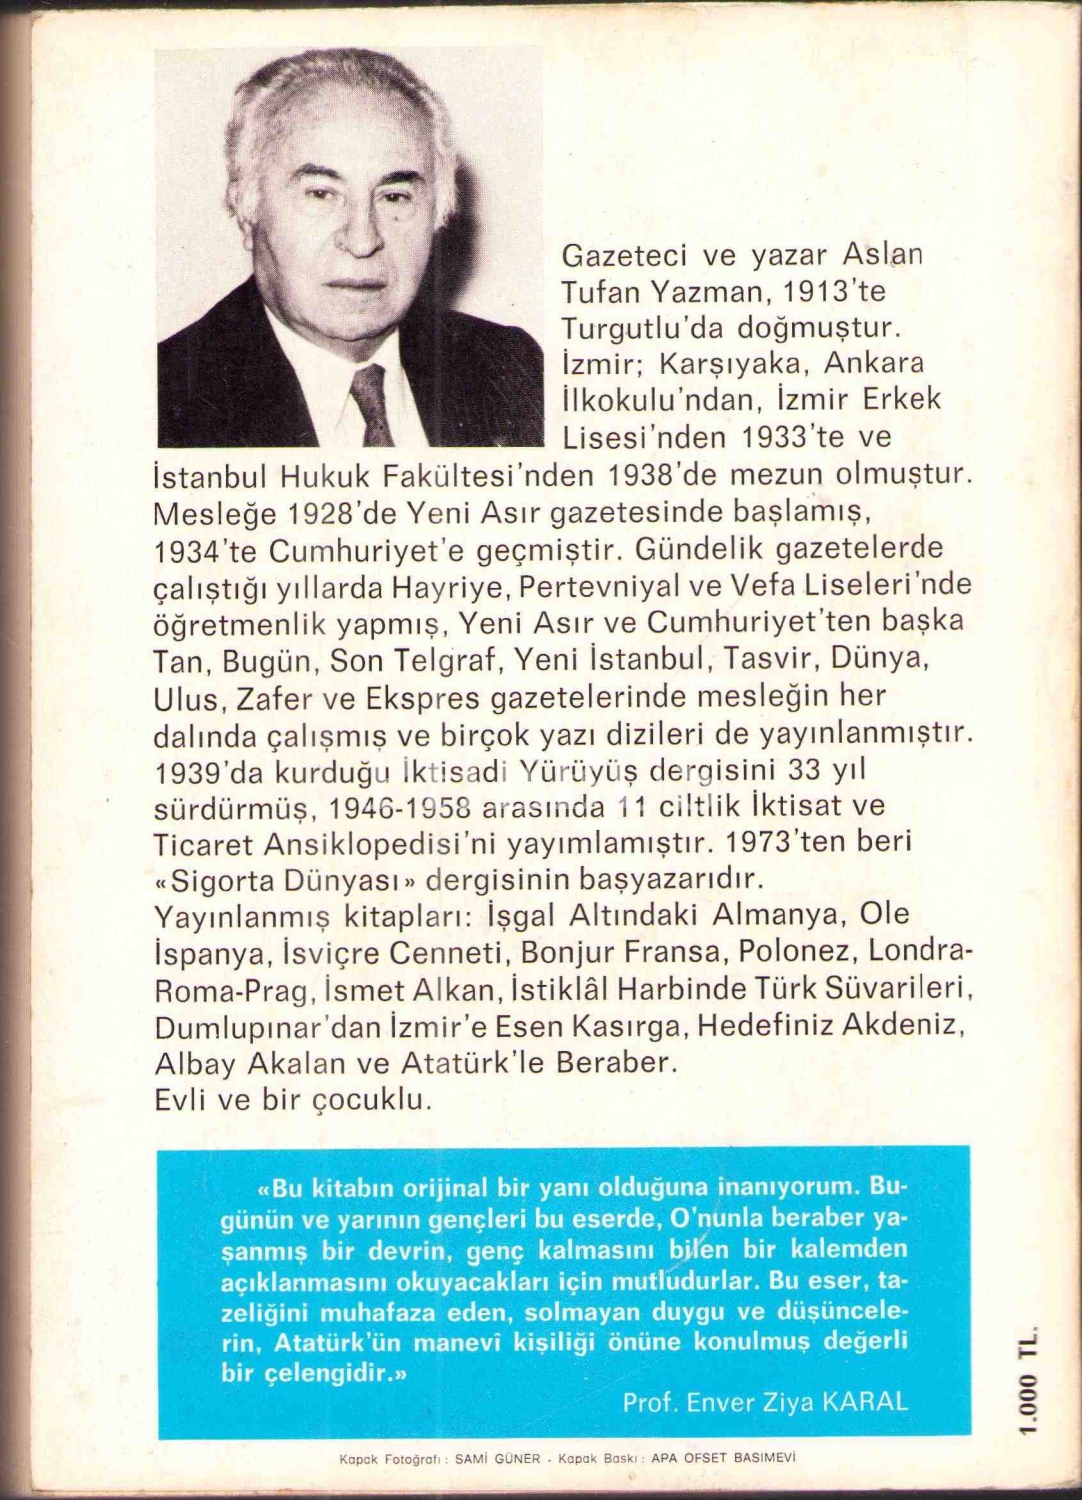 Gazeteci ve yazar Aslan
Tufan Yazman, 1913'te
Turgutlu'da doğmuştur.
İzmir; Karşıyaka, Ankara
İlkokulu'ndan, İzmir Erkek
Lisesi'nden 1933'te ve
İstanbul Hukuk Fakültesi'nden 1938'de mezun olmuştur.
Mesleğe 1928'de Yeni Asır gazetesinde başlamış,
1934'te Cumhuriyet'e geçmiştir. Gündelik gazetelerde
çalıştığı yıllarda Hayriye, Pertevniyal ve Vefa Liseleri'nde
öğretmenlik yapmış, Yeni Asır ve Cumhuriyet'ten başka
Tan, Bugün, Son Telgraf, Yeni İstanbul, Tasvir, Dünya,
Ulus, Zafer ve Ekspres gazetelerinde mesleğin her
dalında çalışmış ve birçok yazı dizileri de yayınlanmıştır.
1939'da kurduğu İktisadi Yürüyüş dergisini 33 yıl
sürdürmüş, 1946-1958 arasında 11 ciltlik İktisat ve
Ticaret Ansiklopedisi'ni yayımlamıştır. 1973'ten beri
«Sigorta Dünyası» dergisinin başyazarıdır.
Yayınlanmış kitapları: İşgal Altındaki Almanya, Ole
İspanya, İsviçre Cenneti, Bonjur Fransa, Polonez, Londra-
Roma-Prag, İsmet Alkan, İstiklâl Harbinde Türk Süvarileri,
Dumlupınar'dan İzmir'e Esen Kasırga, Hedefiniz Akdeniz,
Albay Akalan ve Atatürk'le Beraber.
Evli ve bir çocuklu.
«Bu kitabın orijinal bir yanı olduğuna inanıyorum. Bu-
günün ve yarının gençleri bu eserde, O'nunla beraber ya-
şanmış bir devrin, genç kalmasını bilen bir kalemden
açıklanmasını okuyacakları için mutludurlar. Bu eser, ta-
zeliğini muhafaza eden, solmayan duygu ve düşüncele-
rin, Atatürk'ün manevî kişiliği önüne konulmuş değerli
bir çelengidir.»
Prof. Enver Ziya KARAL
1.000 TL.
Kapak Fotoğrafı : SAMİ GÜNER - Kapak Baskı : APA OFSET BASIMEVİ